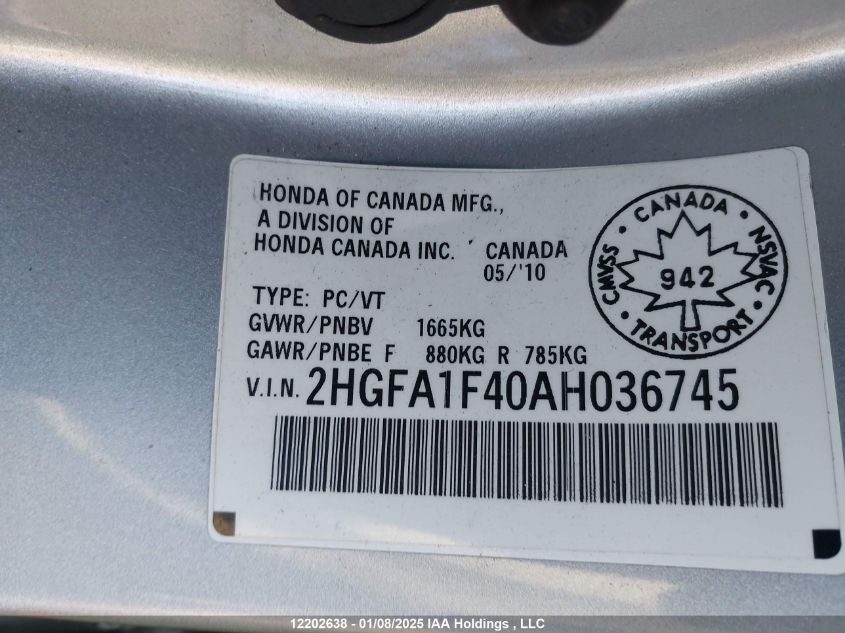 HONDA OF CANADA MFG.,
A DIVISION OF
HONDA CANADA INC. CANADA
05/'10
TYPE: PC/VT
GVWR/PNBV 1665KG
GAWR/PNBE F 880KG R 785KG
V.I.N. 2HGFA1F40AH036745
CANADA
CMVSS 942 NSVAC
TRANSPORT
12202638 - 01/08/2025 IAA Holdings , LLC